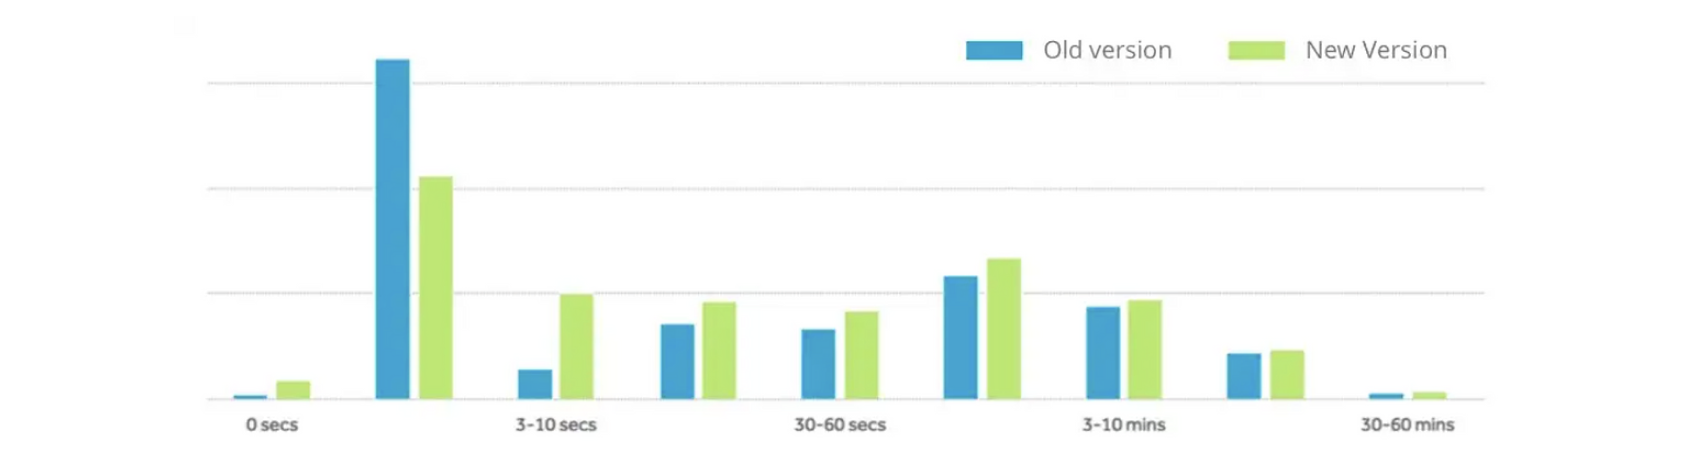 Old version
New Version
0 secs
3-10 secs
30-60 secs
3-10 mins
30-60 mins